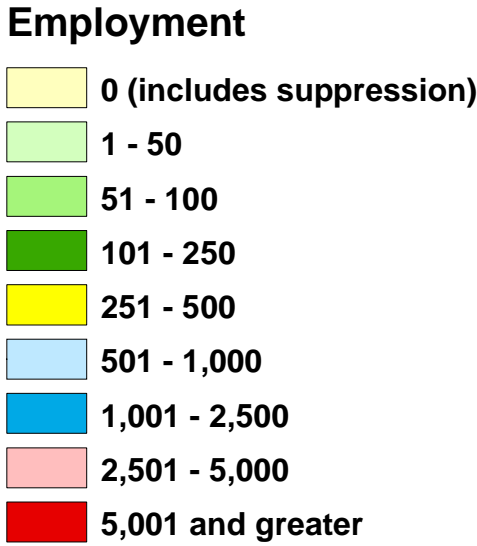 Employment
0 (includes suppression)
1 - 50
51 - 100
101 - 250
251 - 500
501 - 1,000
1,001 - 2,500
2,501 - 5,000
5,001 and greater